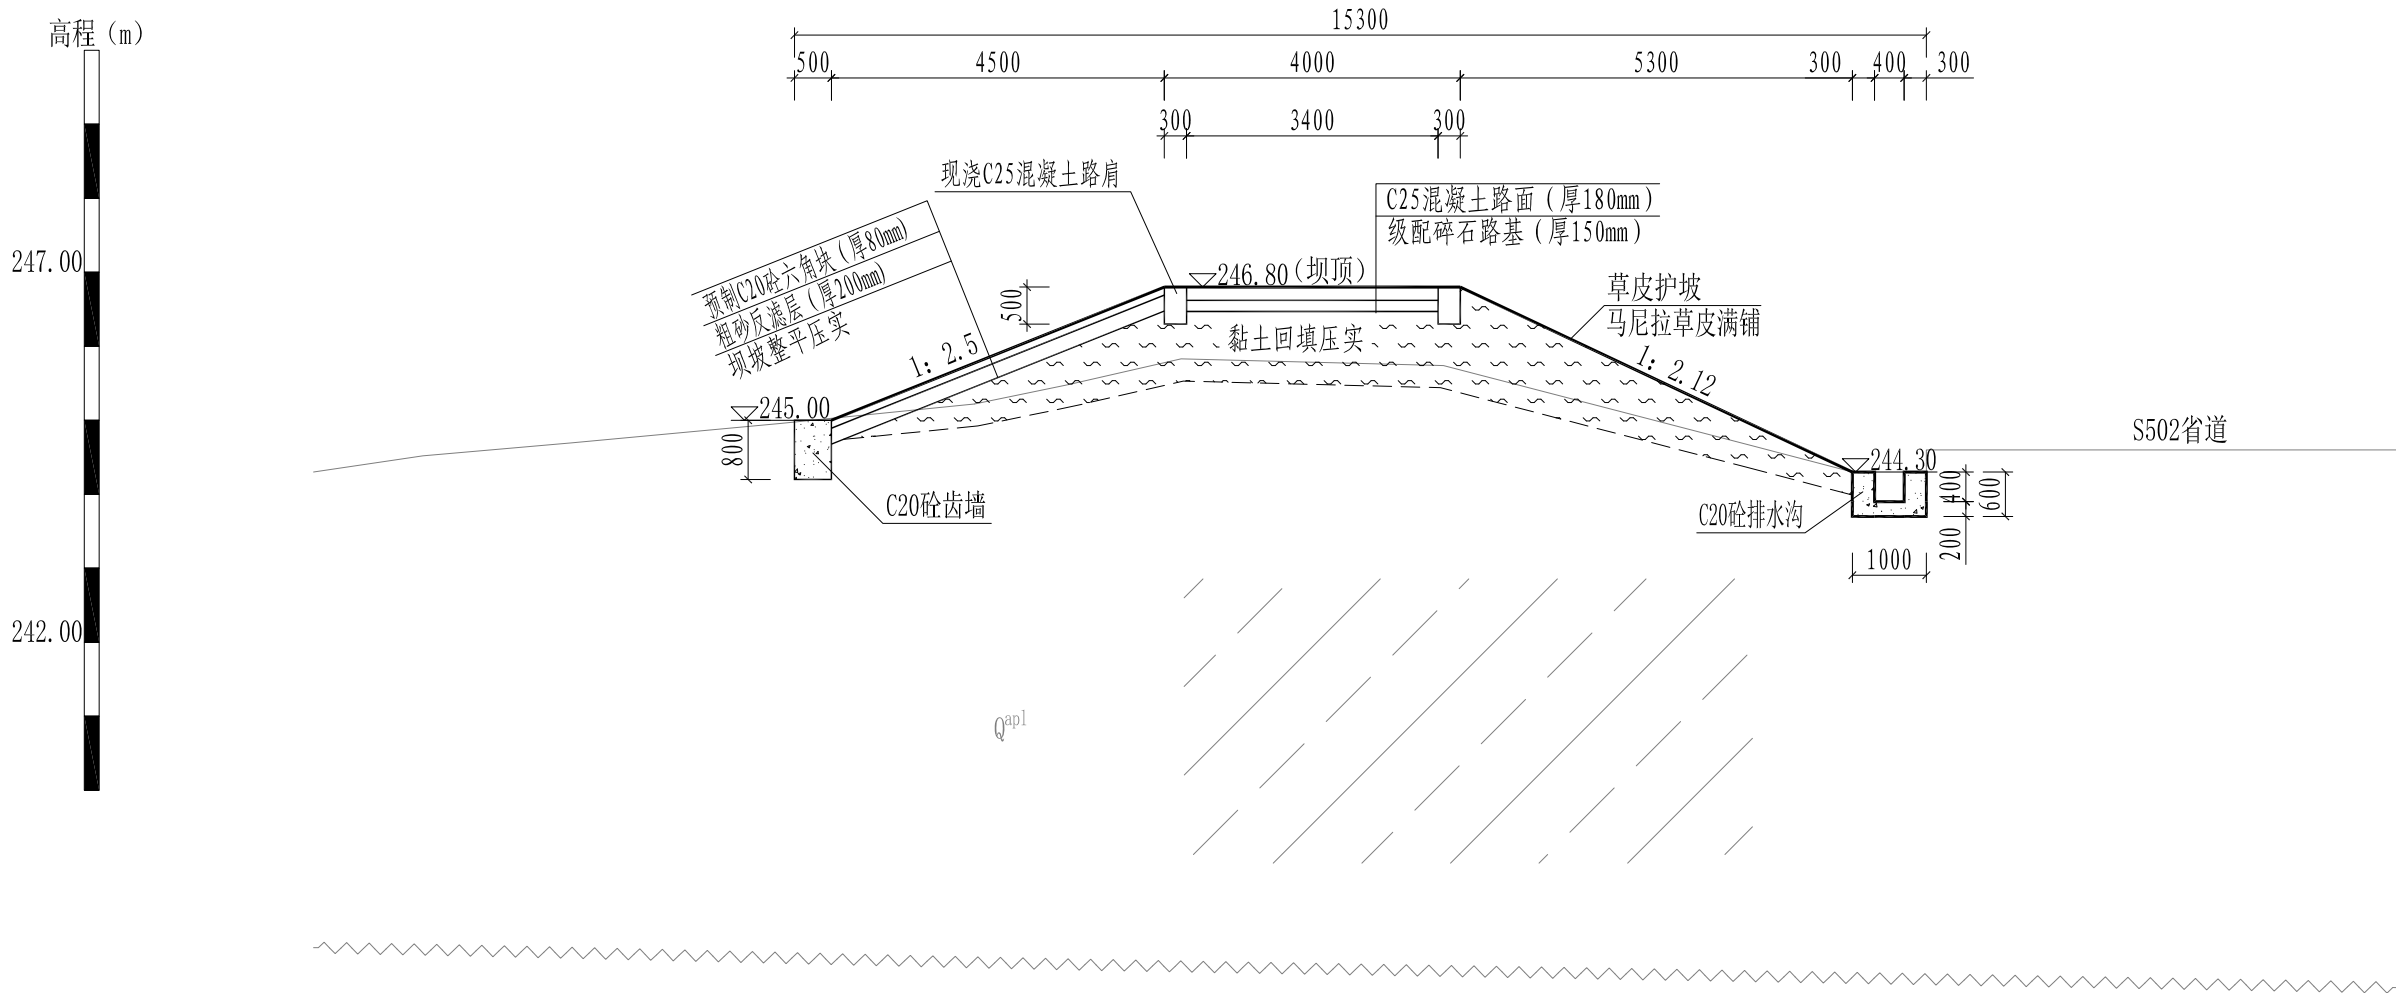 高程（m）
15300
500
4500
4000
5300
300
400
300
300
3400
300
现浇C25混凝土路肩
C25混凝土路面（厚180mm）
级配碎石路基（厚150mm）
预制C20砼六角块（厚80mm）
粗砂反滤层（厚200mm）
坝坡整平压实
247.00
246.80（坝顶）
500
草皮护坡
马尼拉草皮满铺
黏土回填压实
1: 2.5
1: 2.12
245.00
800
S502省道
244.30
400
600
200
C20砼齿墙
C20砼排水沟
1000
242.00
Qapl